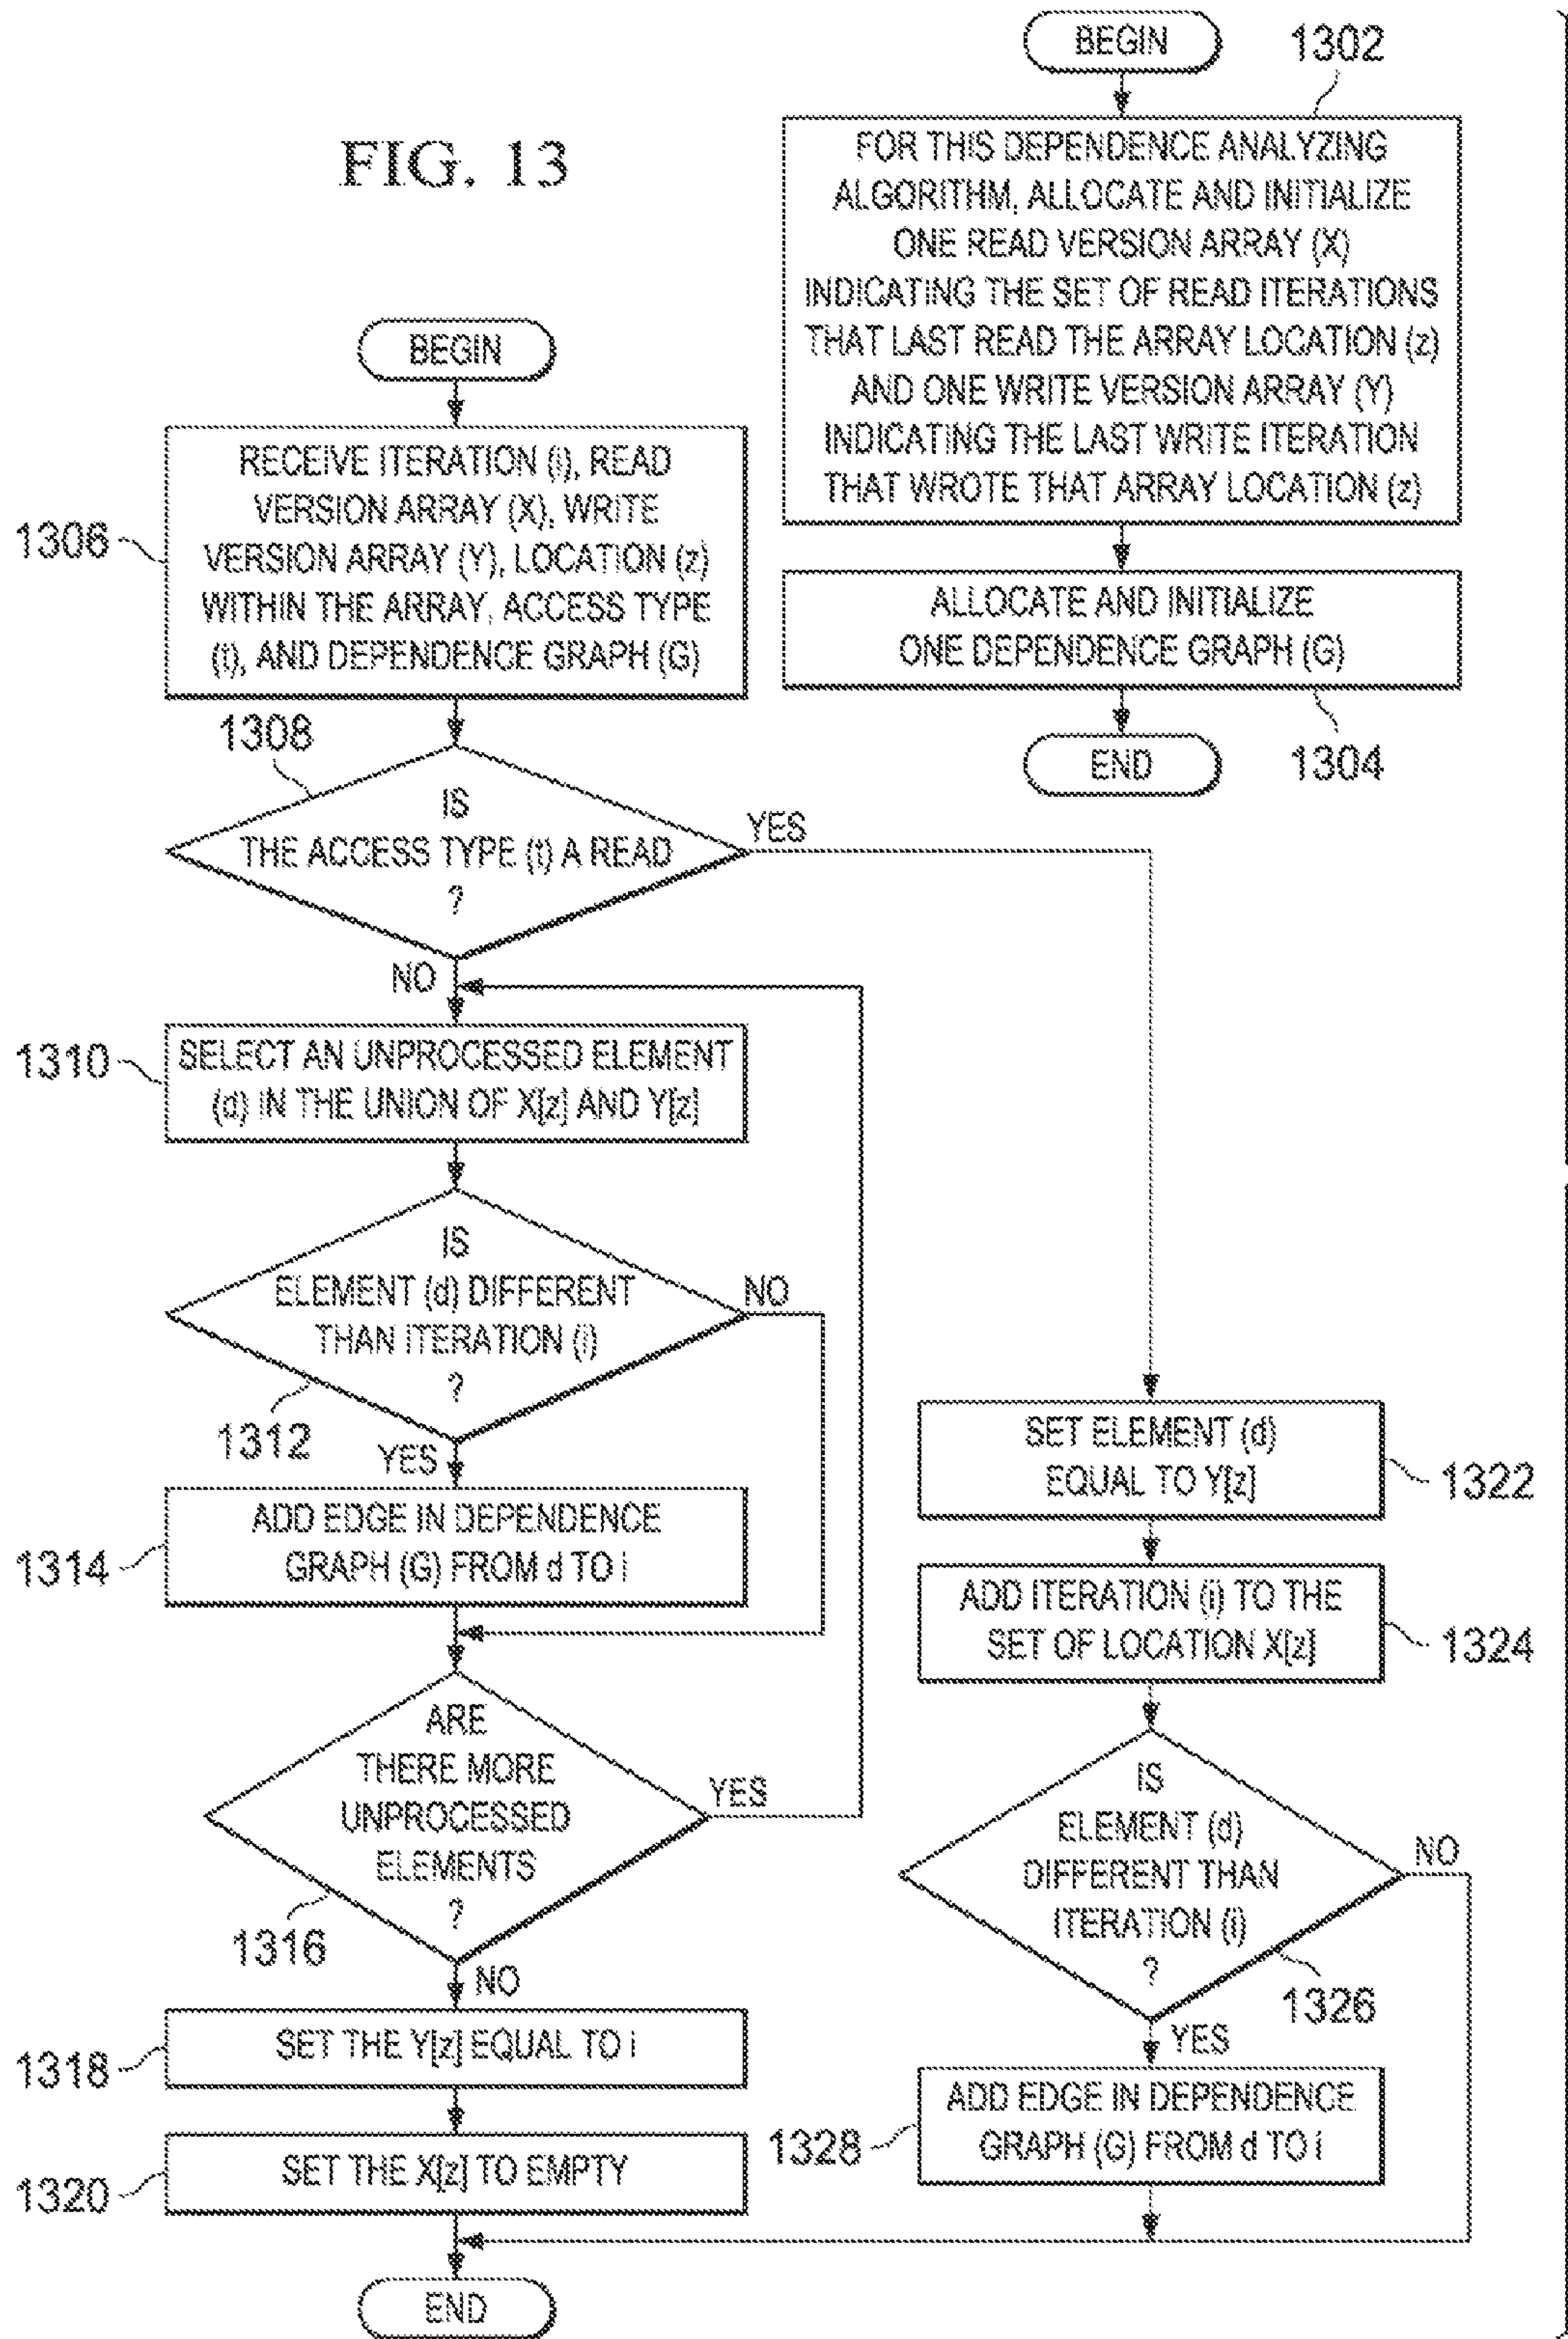 FIG. 13
BEGIN
1302
FOR THIS DEPENDENCE ANALYZING
ALGORITHM, ALLOCATE AND INITIALIZE
ONE READ VERSION ARRAY (X)
INDICATING THE SET OF READ ITERATIONS
THAT LAST READ THE ARRAY LOCATION (z)
AND ONE WRITE VERSION ARRAY (Y)
INDICATING THE LAST WRITE ITERATION
THAT WROTE THAT ARRAY LOCATION (z)
ALLOCATE AND INITIALIZE
ONE DEPENDENCE GRAPH (G)
1304
END
BEGIN
1306
RECEIVE ITERATION (i), READ
VERSION ARRAY (X), WRITE
VERSION ARRAY (Y), LOCATION (z)
WITHIN THE ARRAY, ACCESS TYPE
(t), AND DEPENDENCE GRAPH (G)
1308
IS
THE ACCESS TYPE (t) A READ
?
YES
NO
1310
SELECT AN UNPROCESSED ELEMENT
(d) IN THE UNION OF X[z] AND Y[z]
IS
ELEMENT (d) DIFFERENT
THAN ITERATION (i)
?
NO
1312
YES
1314
ADD EDGE IN DEPENDENCE
GRAPH (G) FROM d TO i
ARE
THERE MORE
UNPROCESSED
ELEMENTS
?
YES
1316
NO
1318
SET THE Y[z] EQUAL TO i
1320
SET THE X[z] TO EMPTY
END
SET ELEMENT (d)
EQUAL TO Y[z]
1322
ADD ITERATION (i) TO THE
SET OF LOCATION X[z]
1324
IS
ELEMENT (d)
DIFFERENT THAN
ITERATION (i)
?
NO
1326
YES
1328
ADD EDGE IN DEPENDENCE
GRAPH (G) FROM d TO i